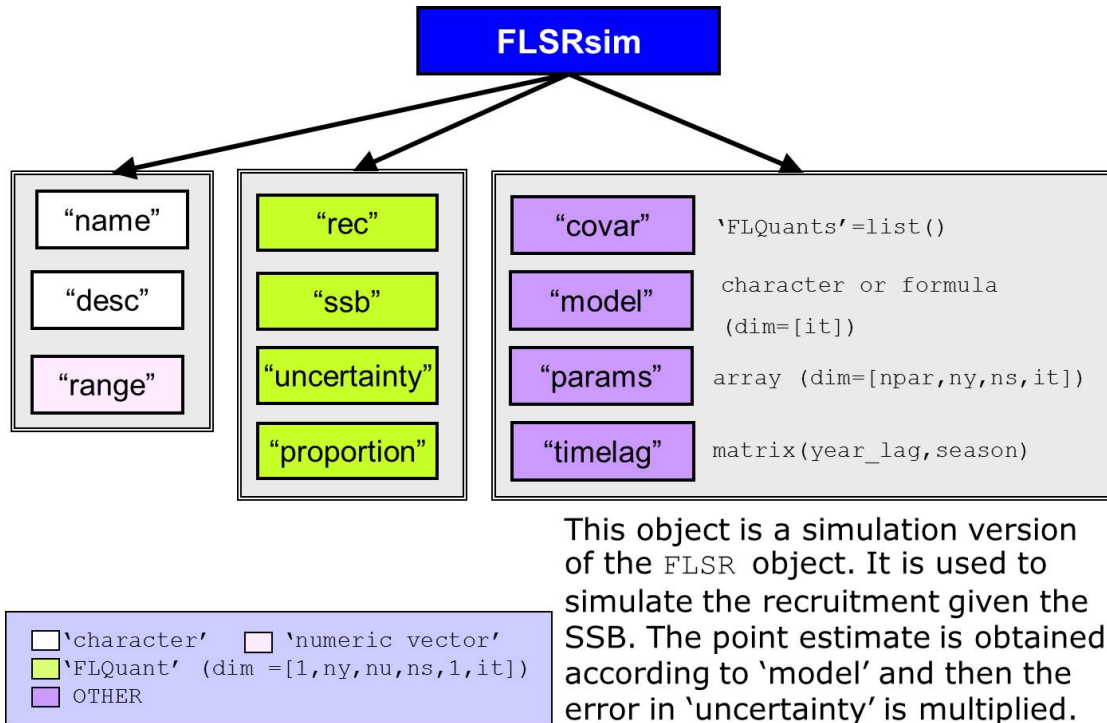 FLSRsim
“name”
“desc”
“range”
“rec”
“ssb”
“uncertainty”
“proportion”
“covar” ‘FLQuants’=list()
“model” character or formula
(dim=[it])
“params” array (dim=[npar,ny,ns,it])
“timelag” matrix(year_lag,season)
This object is a simulation version
of the FLSR object. It is used to
simulate the recruitment given the
SSB. The point estimate is obtained
according to ‘model’ and then the
error in ‘uncertainty’ is multiplied.
‘character’ ‘numeric vector’
‘FLQuant’ (dim =[1,ny,nu,ns,1,it])
OTHER